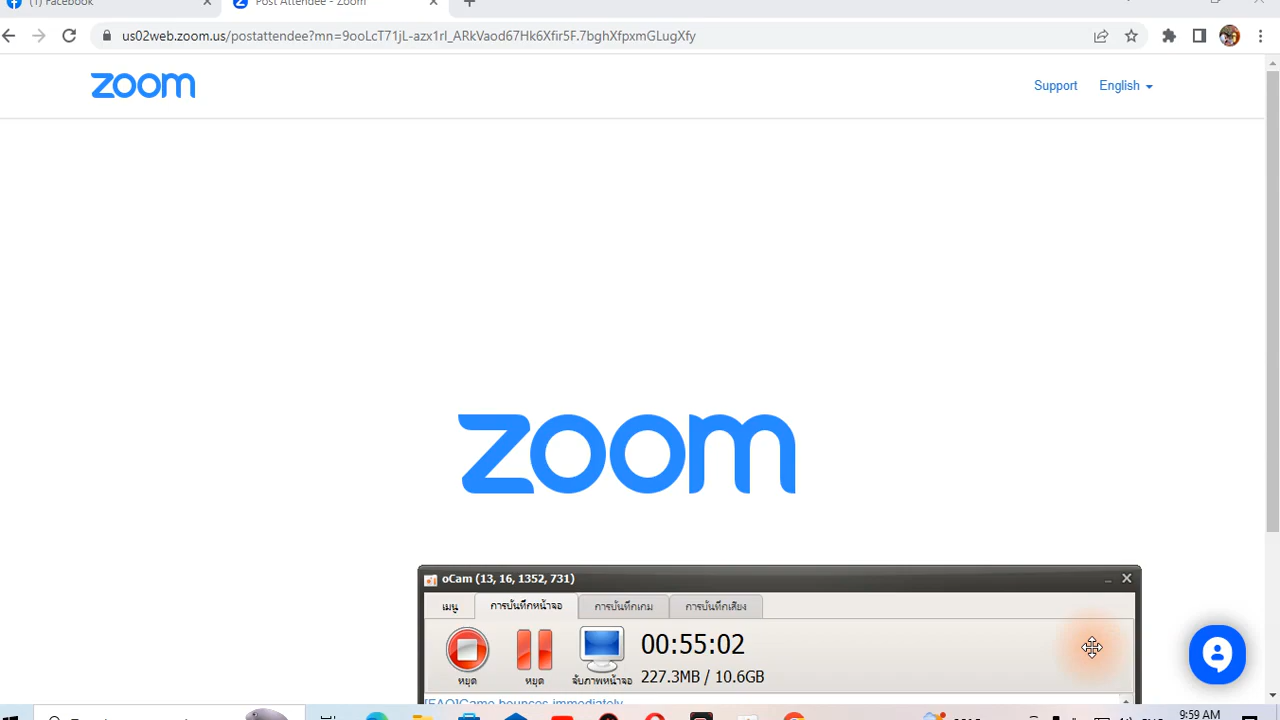 (1) Facebook
Post Attendee - Zoom
us02web.zoom.us/postattendee?mn=9ooLcT71jL-azx1rl_ARkVaod67Hk6Xfir5F.7bghXfpxmGLugXfy
zoom
Support
English
zoom
oCam (13, 16, 1352, 731)
เมนู
การบันทึกหน้าจอ
การบันทึกเกม
การบันทึกเสียง
00:55:02
227.3MB / 10.6GB
หยุด
หยุด
จับภาพหน้าจอ
[FAQ]Game bounces immediately
9:59 AM